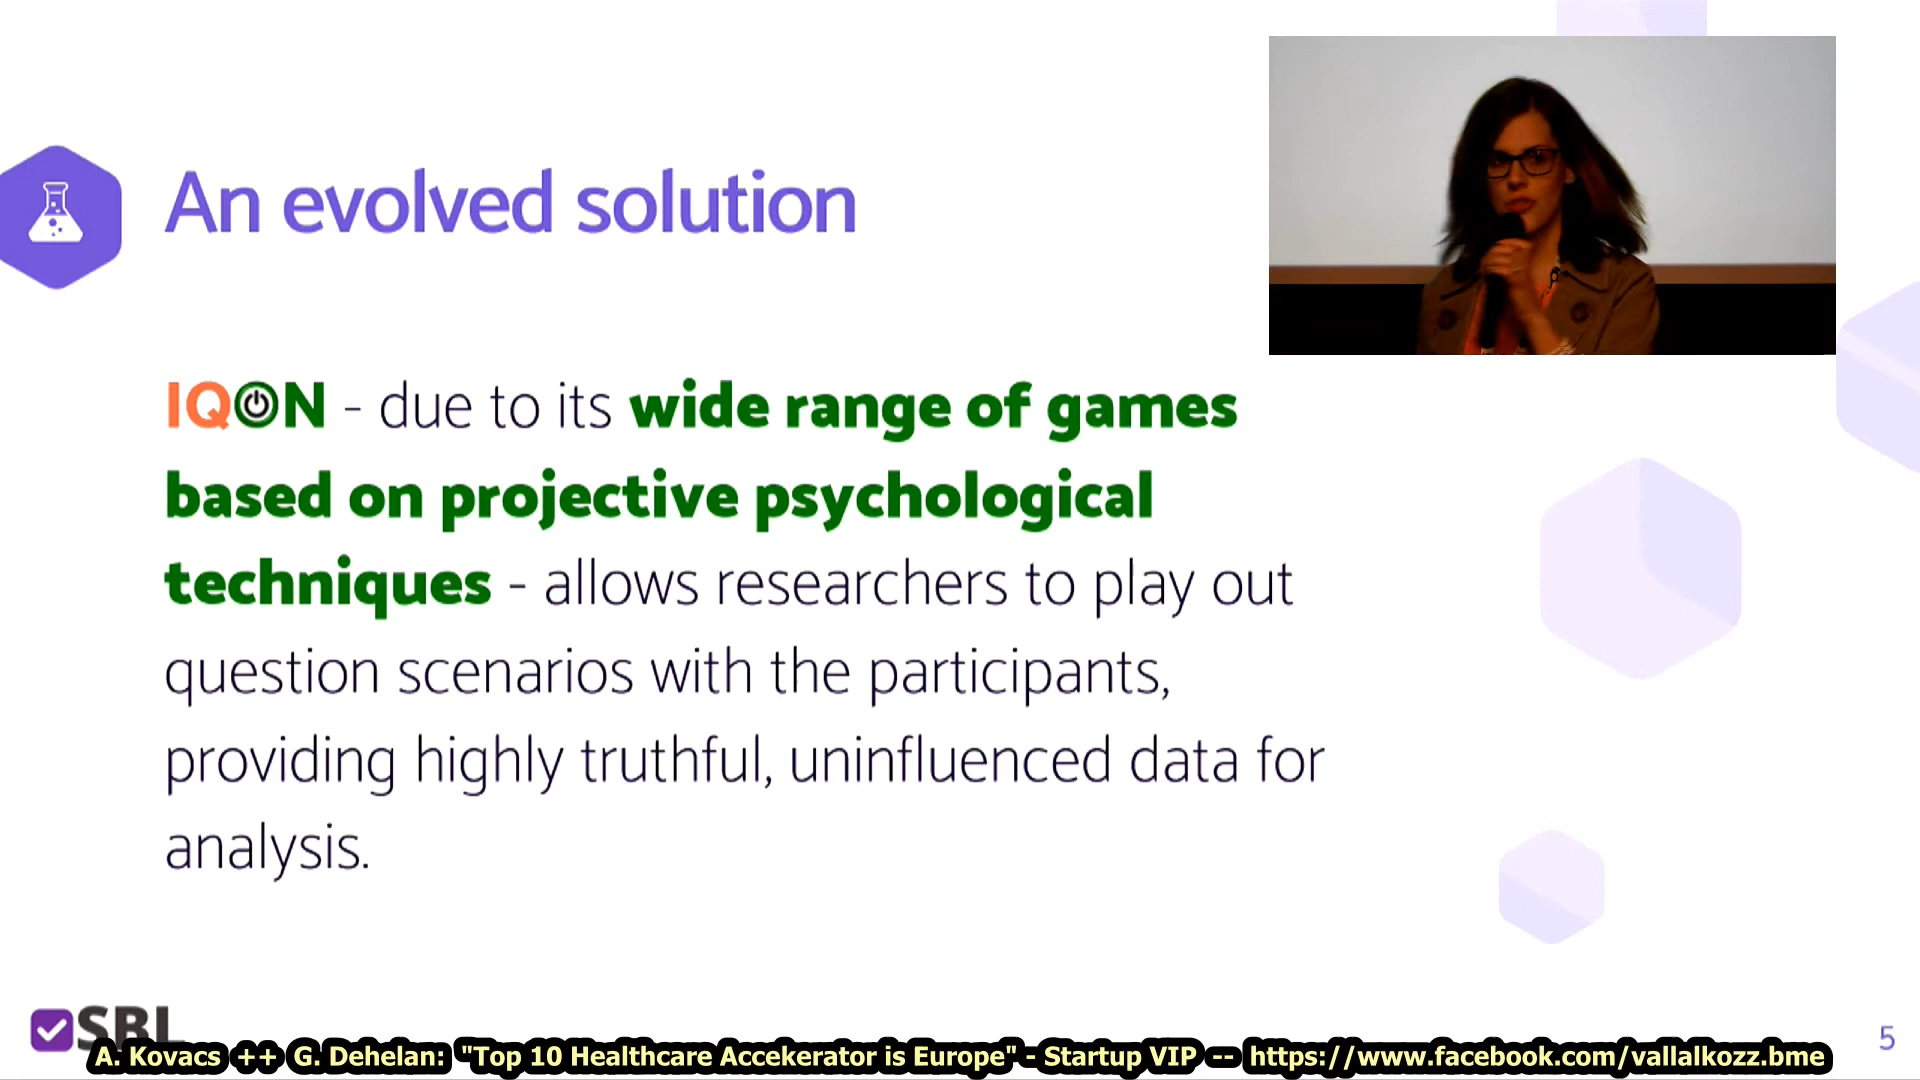 An evolved solution
IQON - due to its wide range of games
based on projective psychological
techniques - allows researchers to play out
question scenarios with the participants,
providing highly truthful, uninfluenced data for
analysis.
SBL
5
A. Kovacs ++ G. Dehelan: "Top 10 Healthcare Accekerator is Europe" - Startup VIP -- https://www.facebook.com/vallalkozz.bme